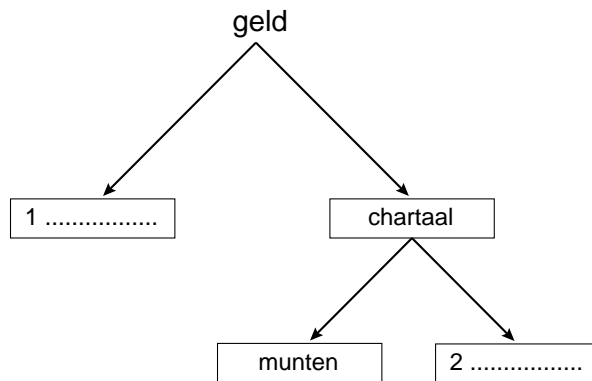 geld
1 .................
chartaal
munten
2 .................